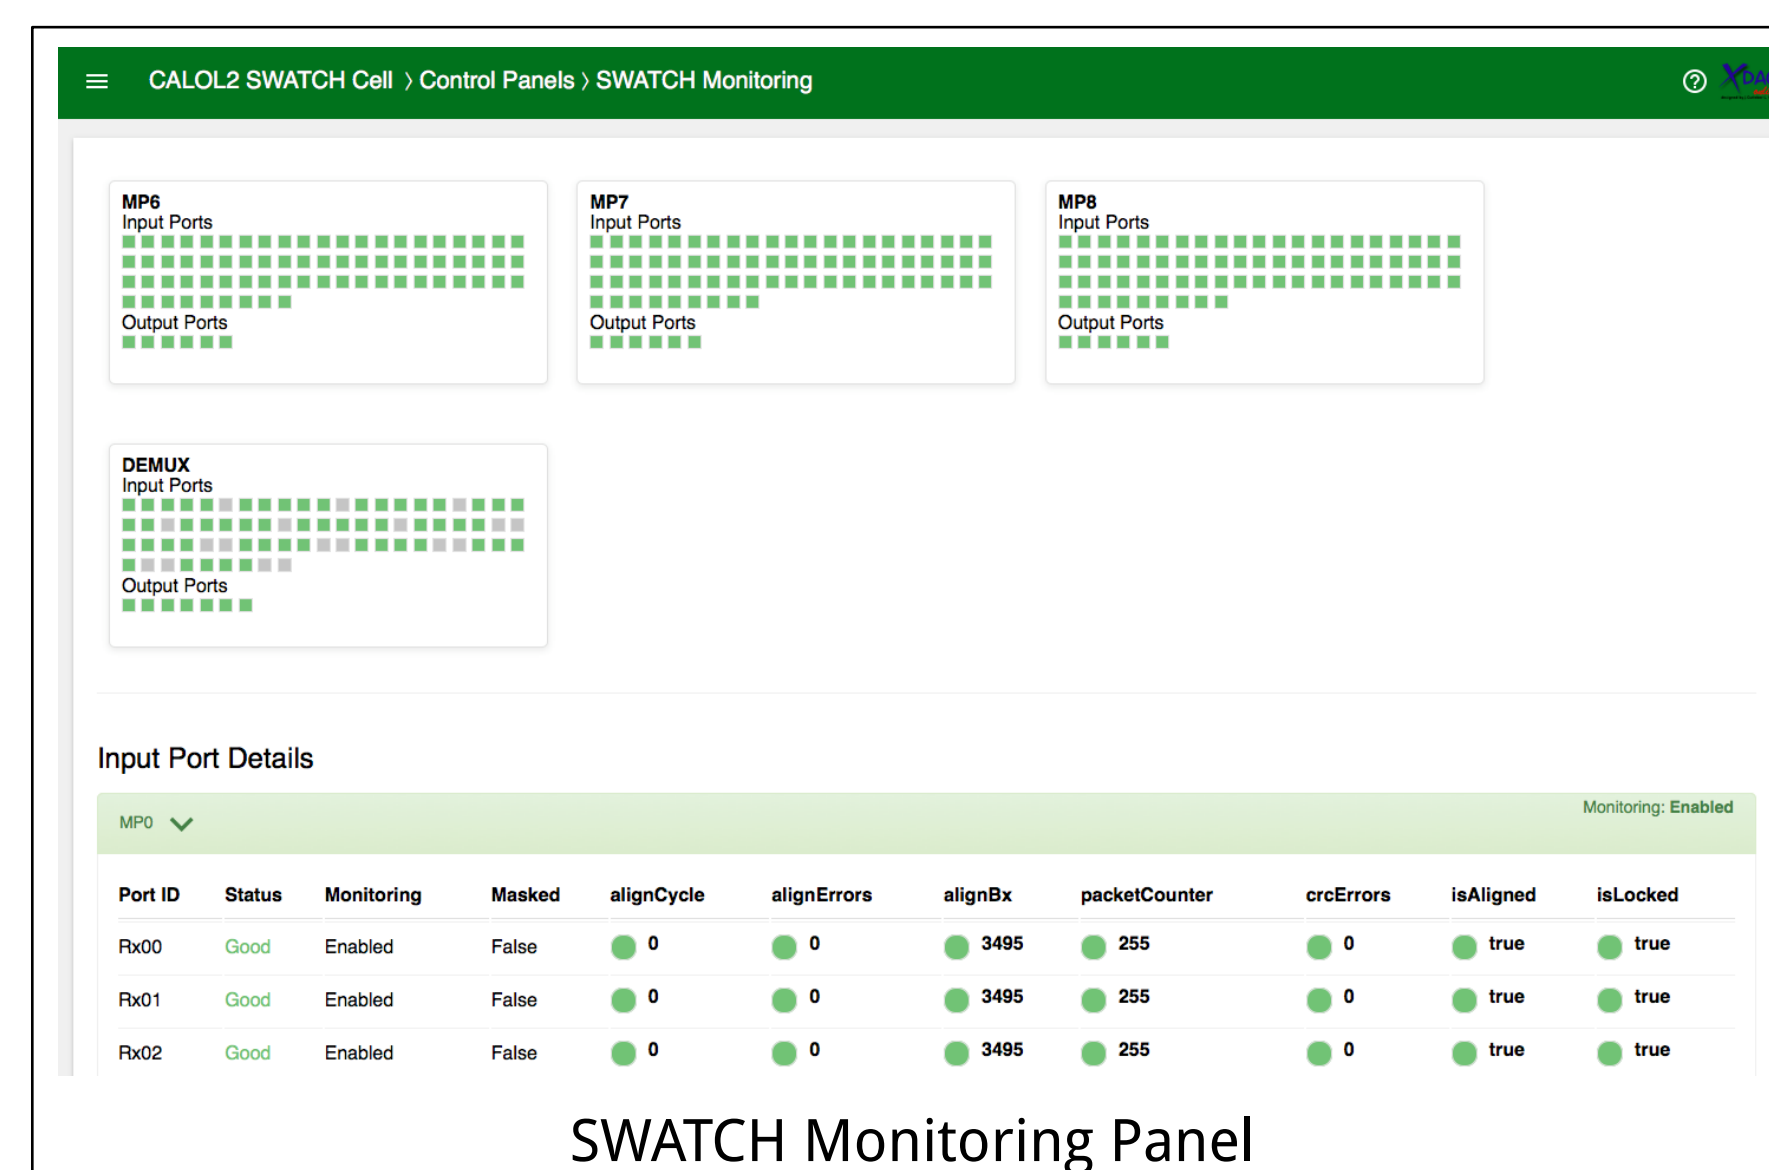 CALOL2 SWATCH Cell 〉Control Panels 〉SWATCH Monitoring
MP6 MP7 MP8
Input Ports Input Ports Input Ports
Output Ports Output Ports Output Ports
DEMUX
Input Ports
Output Ports
Input Port Details
MP0 Monitoring: Enabled
Port ID Status Monitoring Masked alignCycle alignErrors alignBx packetCounter crcErrors isAligned isLocked
Rx00 Good Enabled False 0 0 3495 255 0 true true
Rx01 Good Enabled False 0 0 3495 255 0 true true
Rx02 Good Enabled False 0 0 3495 255 0 true true
SWATCH Monitoring Panel